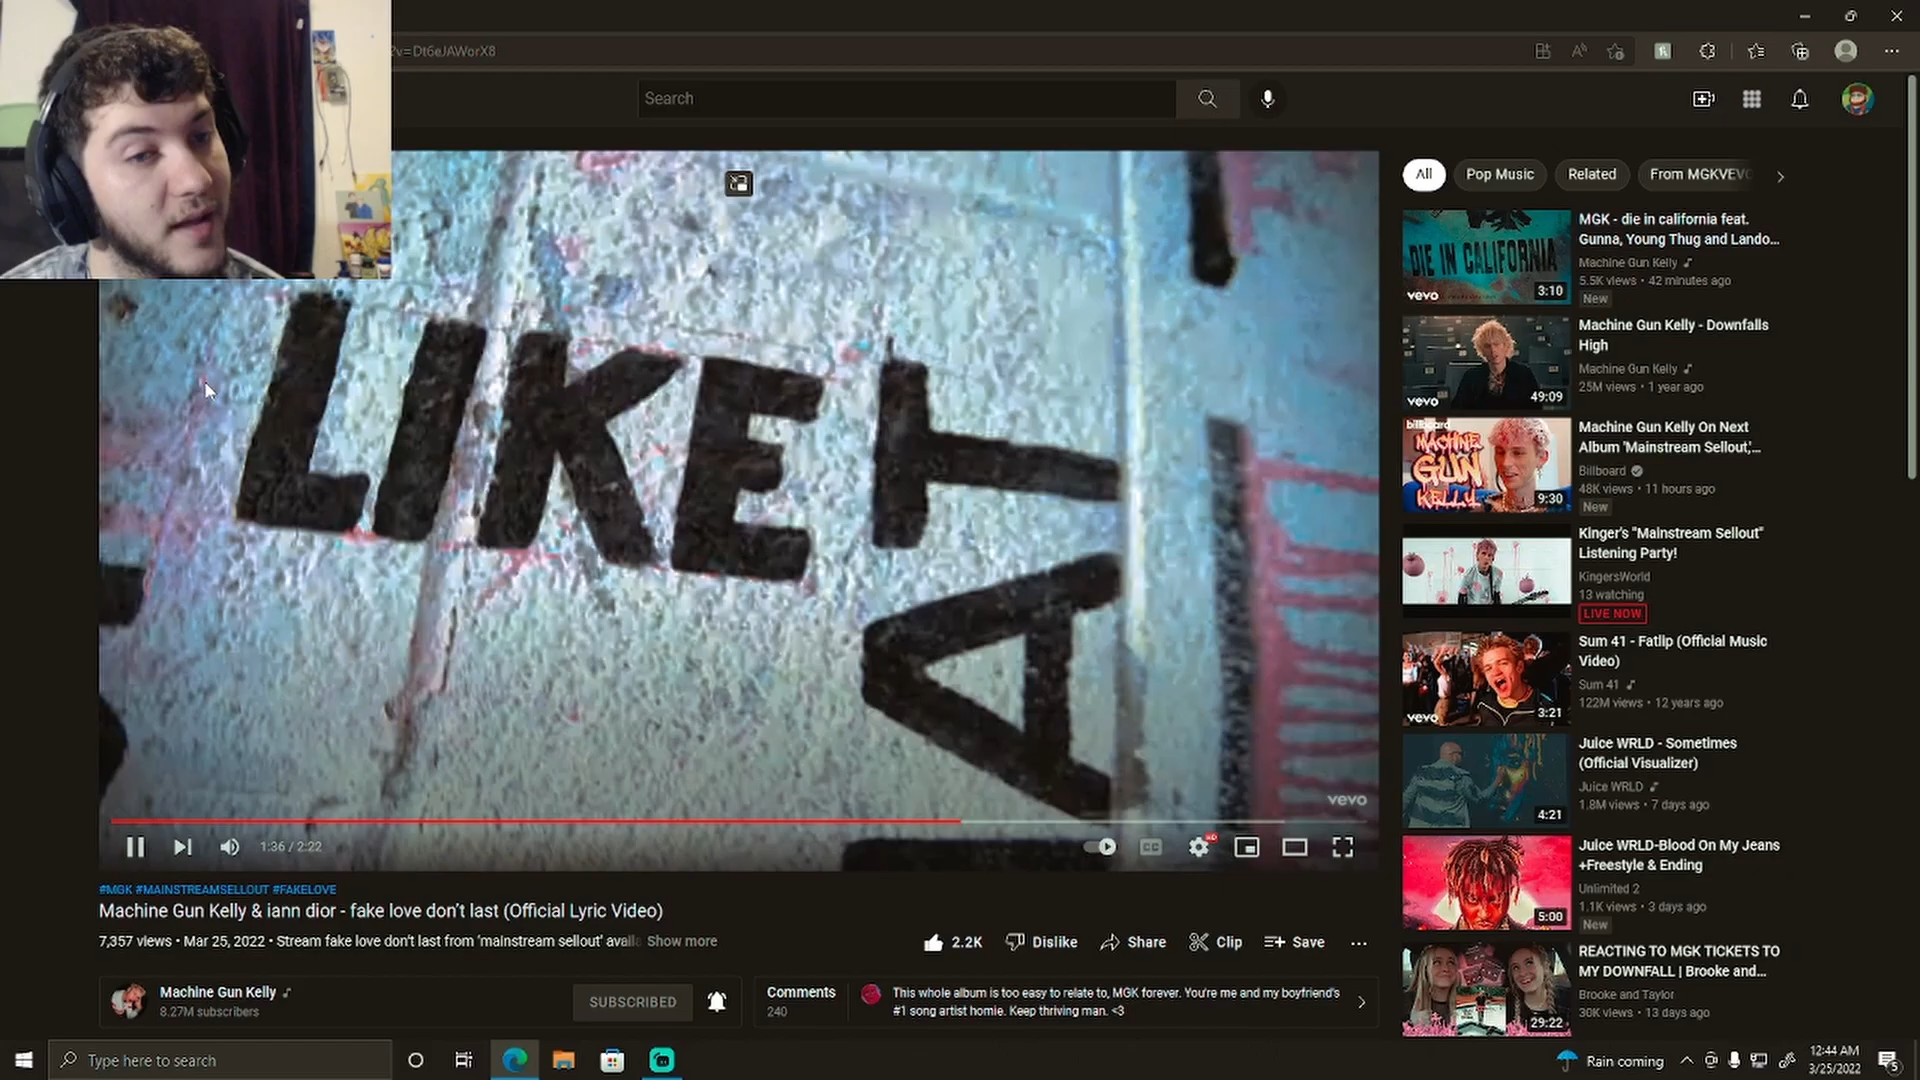 ?v=Dt6eJAWorX8
Search
LIKE
TA
vevo
1:36 / 2:22
#MGK #MAINSTREAMSELLOUT #FAKELOVE
Machine Gun Kelly & iann dior - fake love don't last (Official Lyric Video)
7,357 views • Mar 25, 2022 • Stream fake love don't last from 'mainstream sellout' avail Show more
2.2K Dislike Share Clip Save
Machine Gun Kelly
8.27M subscribers
SUBSCRIBED
Comments
240
This whole album is too easy to relate to, MGK forever. You're me and my boyfriend's
#1 song artist homie. Keep thriving man. <3
All Pop Music Related From MGKVEVO
DIE IN CALIFORNIA
vevo
3:10
MGK - die in california feat.
Gunna, Young Thug and Lando...
Machine Gun Kelly
5.5K views • 42 minutes ago
New
vevo
49:09
Machine Gun Kelly - Downfalls
High
Machine Gun Kelly
25M views • 1 year ago
billboard
MACHINE
GUN
KELLY
9:30
Machine Gun Kelly On Next
Album 'Mainstream Sellout',...
Billboard
48K views • 11 hours ago
New
Kinger's "Mainstream Sellout"
Listening Party!
KingersWorld
13 watching
LIVE NOW
vevo
3:21
Sum 41 - Fatlip (Official Music
Video)
Sum 41
122M views • 12 years ago
4:21
Juice WRLD - Sometimes
(Official Visualizer)
Juice WRLD
1.8M views • 7 days ago
5:00
Juice WRLD-Blood On My Jeans
+Freestyle & Ending
Unlimited 2
1.1K views • 3 days ago
New
29:22
REACTING TO MGK TICKETS TO
MY DOWNFALL | Brooke and...
Brooke and Taylor
30K views • 13 days ago
Type here to search
Rain coming
12:44 AM
3/25/2022
5